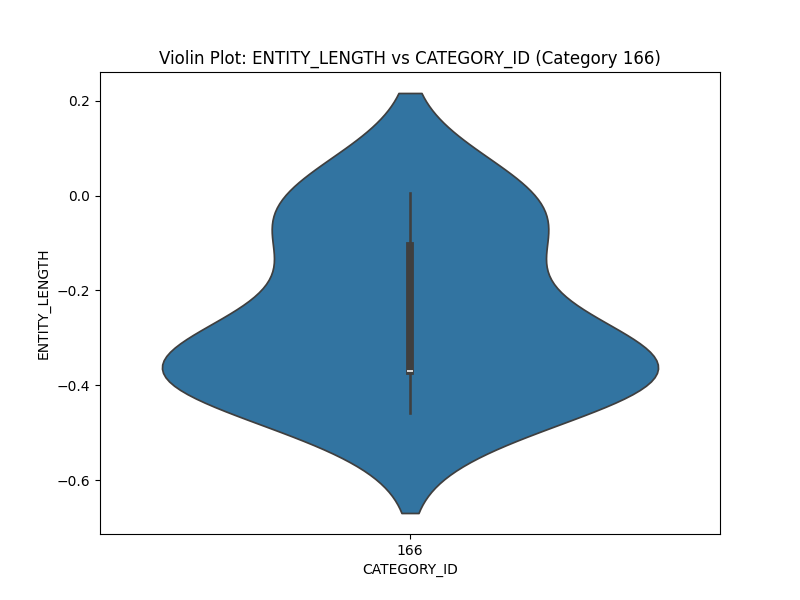 Violin Plot: ENTITY_LENGTH vs CATEGORY_ID (Category 166)
0.2
0.0
−0.2
−0.4
−0.6
ENTITY_LENGTH
166
CATEGORY_ID